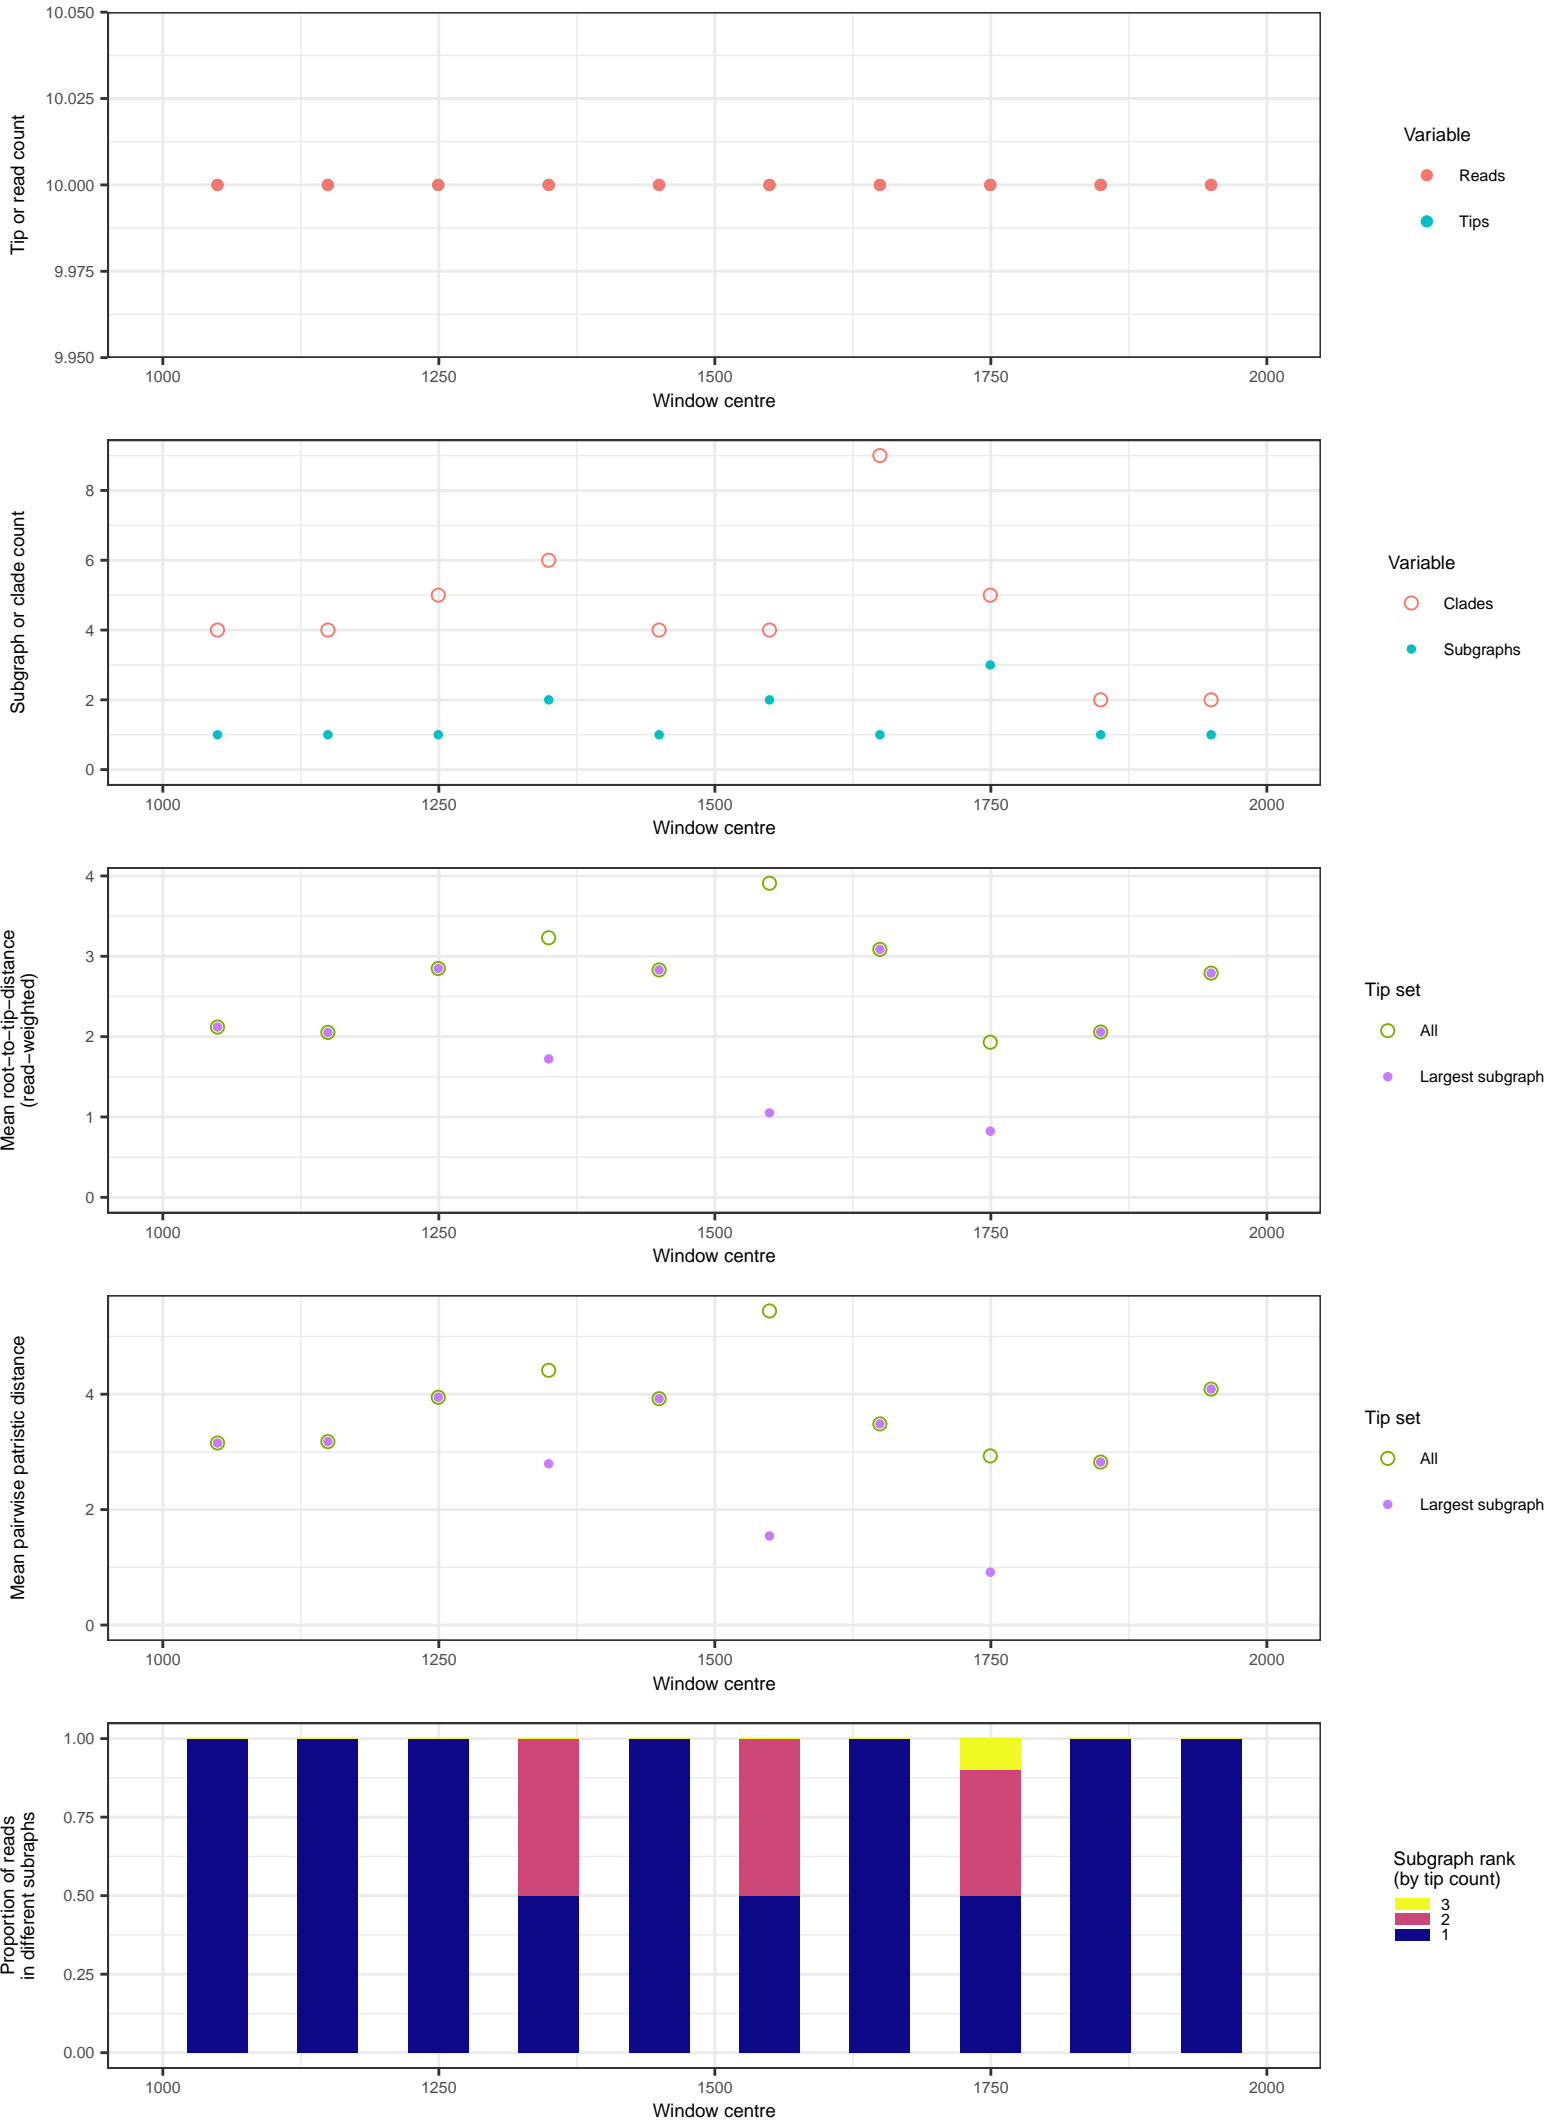 10.050
10.025
10.000
9.975
9.950
Tip or read count
1000
1250
1500
1750
2000
Window centre
Variable
Reads
Tips
8
6
4
2
0
Subgraph or clade count
1000
1250
1500
1750
2000
Window centre
Variable
Clades
Subgraphs
4
3
2
1
0
Mean root−to−tip−distance
(read−weighted)
1000
1250
1500
1750
2000
Window centre
Tip set
All
Largest subgraph
4
2
0
Mean pairwise patristic distance
1000
1250
1500
1750
2000
Window centre
Tip set
All
Largest subgraph
1.00
0.75
0.50
0.25
0.00
Proportion of reads
in different subraphs
1000
1250
1500
1750
2000
Window centre
Subgraph rank
(by tip count)
3
2
1